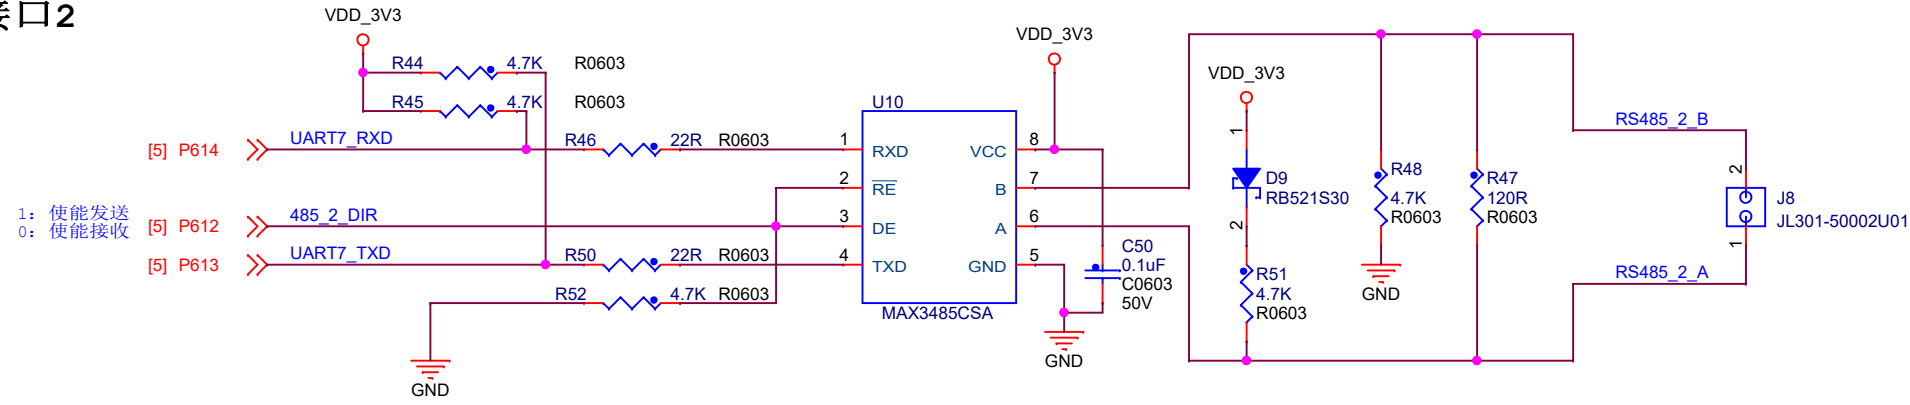 接口2
VDD_3V3
R44 4.7K R0603
R45 4.7K R0603
[5] P614 UART7_RXD R46 22R R0603
1: 使能发送
0: 使能接收
[5] P612 485_2_DIR
[5] P613 UART7_TXD R50 22R R0603
R52 4.7K R0603
GND
U10
1 RXD VCC 8
2 RE B 7
3 DE A 6
4 TXD GND 5
MAX3485CSA
VDD_3V3
C50
0.1uF
C0603
50V
GND
VDD_3V3
1
D9
RB521S30
2
R51
4.7K
R0603
R48
4.7K
R0603
GND
R47
120R
R0603
RS485_2_B
2
J8
JL301-50002U01
1
RS485_2_A